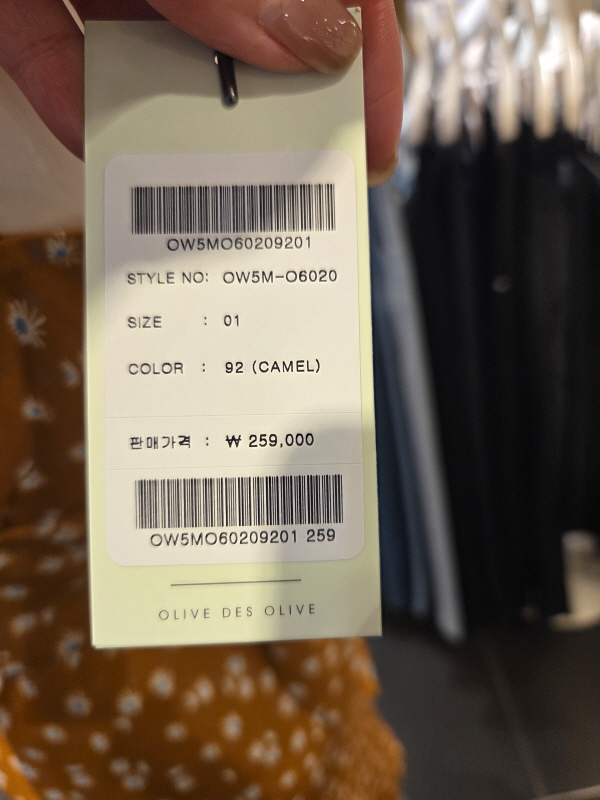 OW5MO60209201
STYLE NO: OW5M-O6020
SIZE : 01
COLOR : 92 (CAMEL)
판매가격 : ₩ 259,000
OW5MO60209201 259
OLIVE DES OLIVE